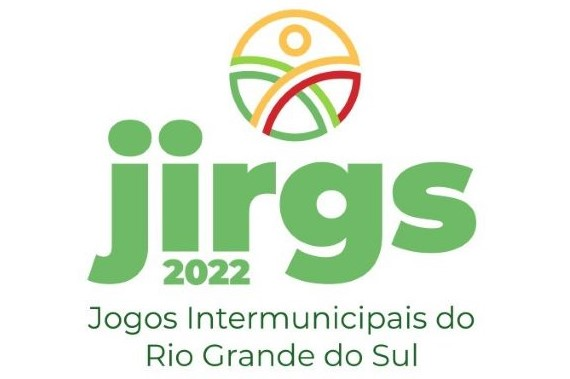 jirgs
2022
Jogos Intermunicipais do
Rio Grande do Sul